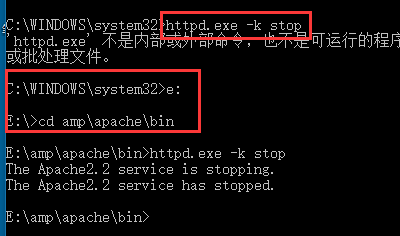 C:\WINDOWS\system32>httpd.exe -k stop
'httpd.exe' 不是内部或外部命令，也不是可运行的程序
或批处理文件。
C:\WINDOWS\system32>e:
E:\>cd amp\apache\bin
E:\amp\apache\bin>httpd.exe -k stop
The Apache2.2 service is stopping.
The Apache2.2 service has stopped.
E:\amp\apache\bin>